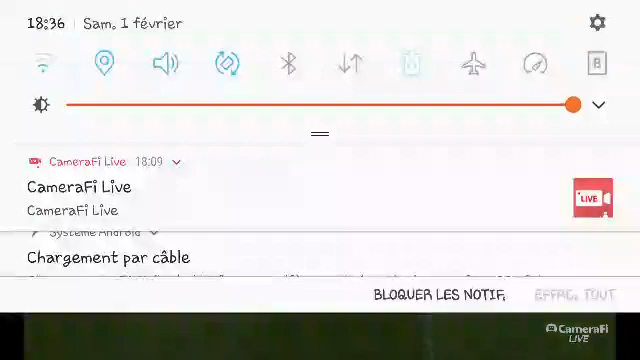 18:36 Sam. 1 février
B
CameraFi Live 18:09
CameraFi Live
CameraFi Live
LIVE
Système Android
Chargement par câble
BLOQUER LES NOTIF. EFFAC. TOUT
CameraFi
LIVE